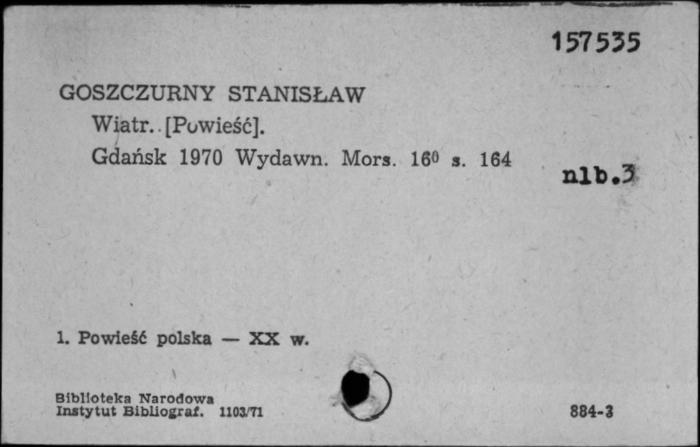 157535
GOSZCZURNY STANISŁAW
Wiatr. [Powieść].
Gdańsk 1970 Wydawn. Mors. 16⁰ s. 164
nlb.3
1. Powieść polska — XX w.
Biblioteka Narodowa
Instytut Bibliograf. 1103/71
884-3